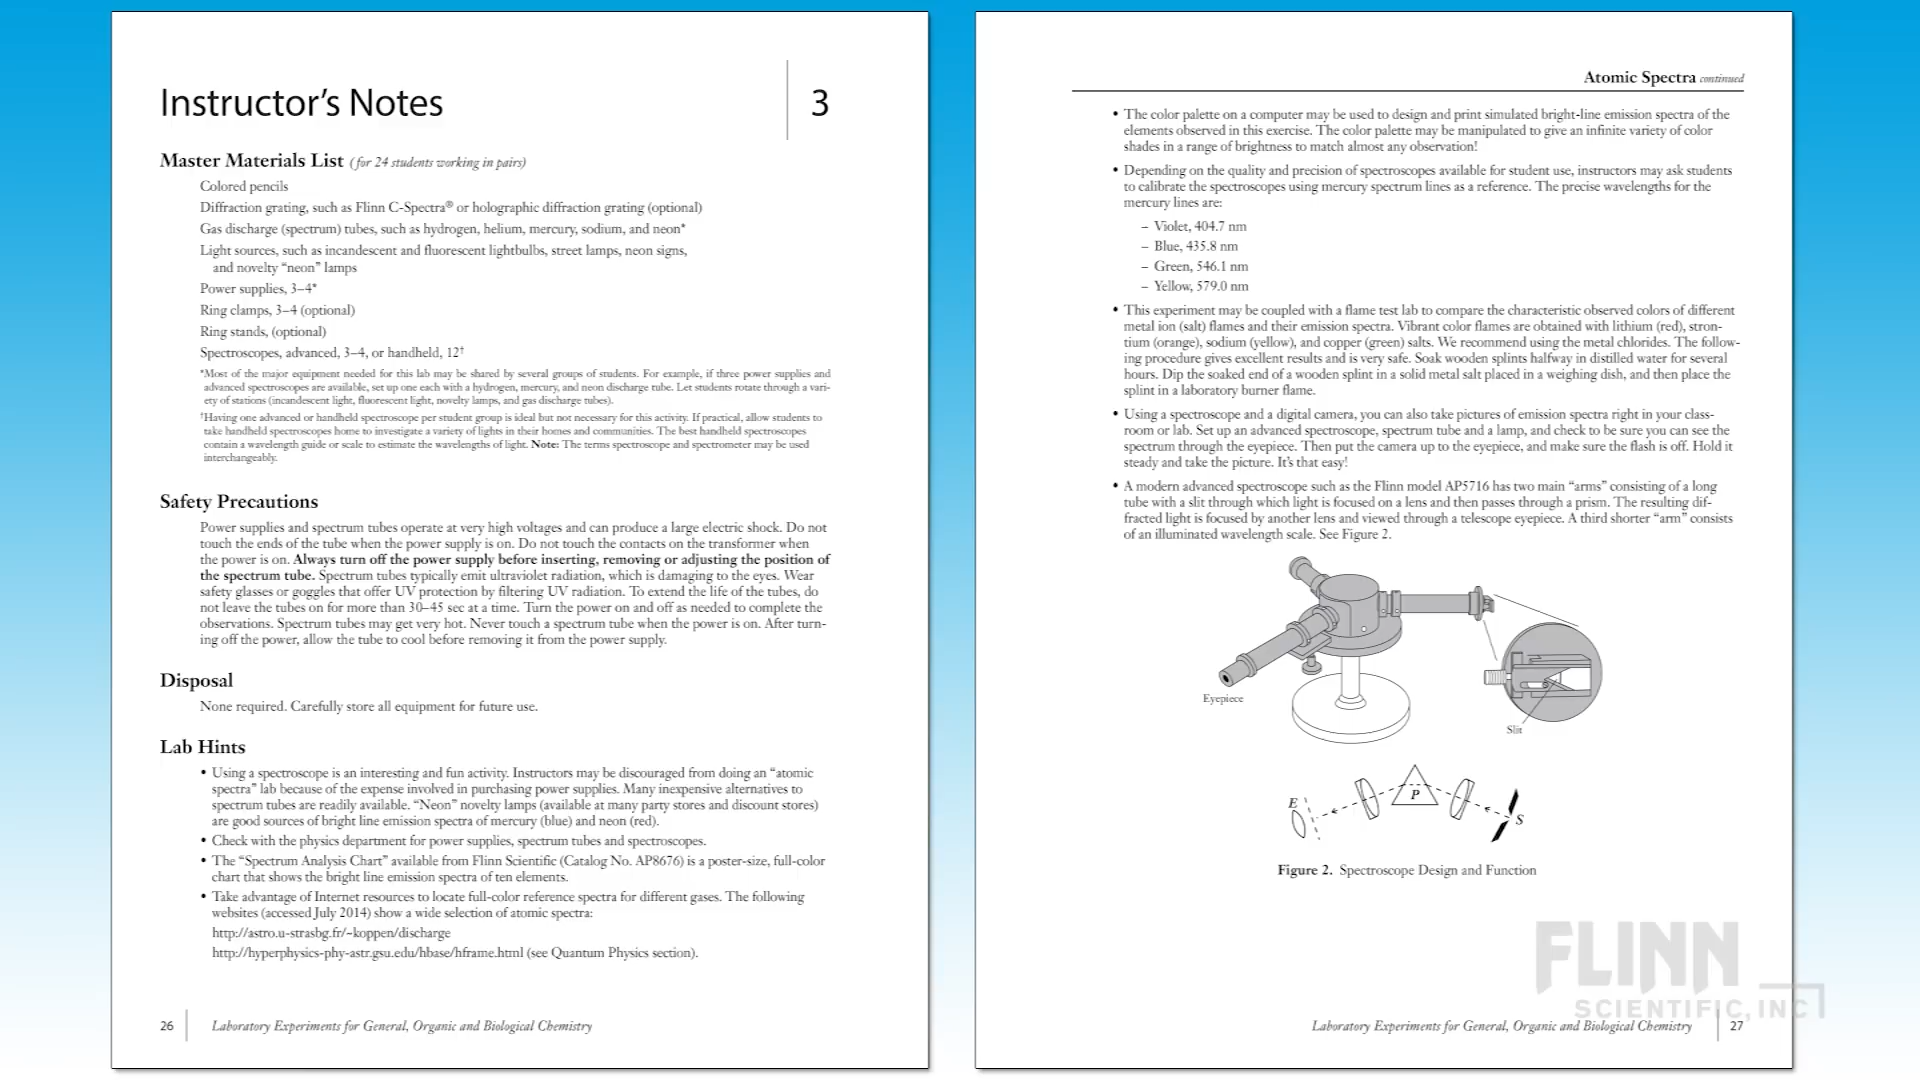 Instructor's Notes
3
Master Materials List (for 24 students working in pairs)
Colored pencils
Diffraction grating, such as Flinn C-Spectra® or holographic diffraction grating (optional)
Gas discharge (spectrum) tubes, such as hydrogen, helium, mercury, sodium, and neon*
Light sources, such as incandescent and fluorescent lightbulbs, street lamps, neon signs,
and novelty “neon” lamps
Power supplies, 3–4*
Ring clamps, 3–4 (optional)
Ring stands, (optional)
Spectroscopes, advanced, 3–4, or handheld, 12†
*Most of the major equipment needed for this lab may be shared by several groups of students. For example, if three power supplies and
advanced spectroscopes are available, set up one each with a hydrogen, mercury, and neon discharge tube. Let students rotate through a vari-
ety of stations (incandescent light, fluorescent light, novelty lamps, and gas discharge tubes).
†Having one advanced or handheld spectroscope per student group is ideal but not necessary for this activity. If practical, allow students to
take handheld spectroscopes home to investigate a variety of lights in their homes and communities. The best handheld spectroscopes
contain a wavelength guide or scale to estimate the wavelengths of light. Note: The terms spectroscope and spectrometer may be used
interchangeably.
Safety Precautions
Power supplies and spectrum tubes operate at very high voltages and can produce a large electric shock. Do not
touch the ends of the tube when the power supply is on. Do not touch the contacts on the transformer when
the power is on. Always turn off the power supply before inserting, removing or adjusting the position of
the spectrum tube. Spectrum tubes typically emit ultraviolet radiation, which is damaging to the eyes. Wear
safety glasses or goggles that offer UV protection by filtering UV radiation. To extend the life of the tubes, do
not leave the tubes on for more than 30–45 sec at a time. Turn the power on and off as needed to complete the
observations. Spectrum tubes may get very hot. Never touch a spectrum tube when the power is on. After turn-
ing off the power, allow the tube to cool before removing it from the power supply.
Disposal
None required. Carefully store all equipment for future use.
Lab Hints
• Using a spectroscope is an interesting and fun activity. Instructors may be discouraged from doing an “atomic
spectra” lab because of the expense involved in purchasing power supplies. Many inexpensive alternatives to
spectrum tubes are readily available. “Neon” novelty lamps (available at many party stores and discount stores)
are good sources of bright line emission spectra of mercury (blue) and neon (red).
• Check with the physics department for power supplies, spectrum tubes and spectroscopes.
• The “Spectrum Analysis Chart” available from Flinn Scientific (Catalog No. AP8676) is a poster-size, full-color
chart that shows the bright line emission spectra of ten elements.
• Take advantage of Internet resources to locate full-color reference spectra for different gases. The following
websites (accessed July 2014) show a wide selection of atomic spectra:
http://astro.u-strasbg.fr/~koppen/discharge
http://hyperphysics-phy-astr.gsu.edu/hbase/hframe.html (see Quantum Physics section).
26
Laboratory Experiments for General, Organic and Biological Chemistry
Atomic Spectra continued
• The color palette on a computer may be used to design and print simulated bright-line emission spectra of the
elements observed in this exercise. The color palette may be manipulated to give an infinite variety of color
shades in a range of brightness to match almost any observation!
• Depending on the quality and precision of spectroscopes available for student use, instructors may ask students
to calibrate the spectroscopes using mercury spectrum lines as a reference. The precise wavelengths for the
mercury lines are:
– Violet, 404.7 nm
– Blue, 435.8 nm
– Green, 546.1 nm
– Yellow, 579.0 nm
• This experiment may be coupled with a flame test lab to compare the characteristic observed colors of different
metal ion (salt) flames and their emission spectra. Vibrant color flames are obtained with lithium (red), stron-
tium (orange), sodium (yellow), and copper (green) salts. We recommend using the metal chlorides. The follow-
ing procedure gives excellent results and is very safe. Soak wooden splints halfway in distilled water for several
hours. Dip the soaked end of a wooden splint in a solid metal salt placed in a weighing dish, and then place the
splint in a laboratory burner flame.
• Using a spectroscope and a digital camera, you can also take pictures of emission spectra right in your class-
room or lab. Set up an advanced spectroscope, spectrum tube and a lamp, and check to be sure you can see the
spectrum through the eyepiece. Then put the camera up to the eyepiece, and make sure the flash is off. Hold it
steady and take the picture. It's that easy!
• A modern advanced spectroscope such as the Flinn model AP5716 has two main “arms” consisting of a long
tube with a slit through which light is focused on a lens and then passes through a prism. The resulting dif-
fracted light is focused by another lens and viewed through a telescope eyepiece. A third shorter “arm” consists
of an illuminated wavelength scale. See Figure 2.
Eyepiece
Slit
E
P
S
Figure 2. Spectroscope Design and Function
FLINN
SCIENTIFIC, INC
Laboratory Experiments for General, Organic and Biological Chemistry
27